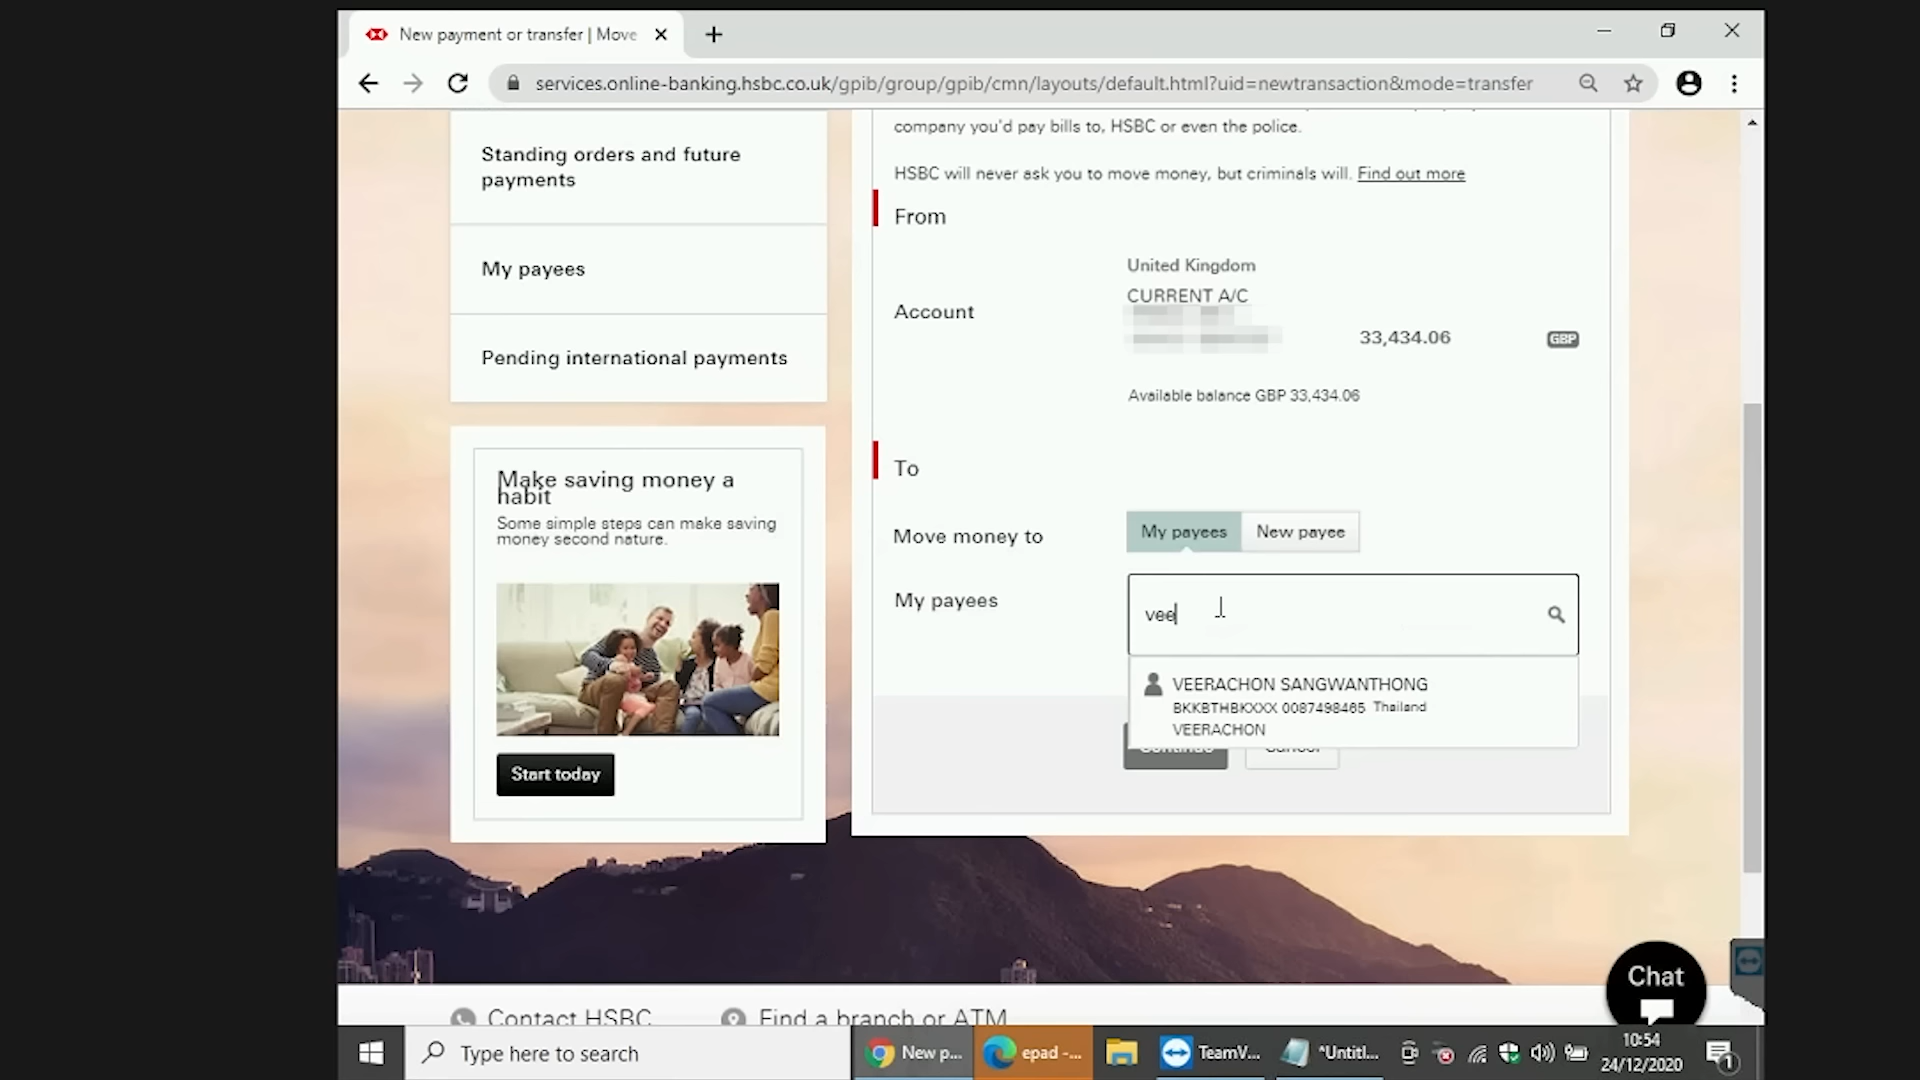 New payment or transfer | Move
services.online-banking.hsbc.co.uk/gpib/group/gpib/cmn/layouts/default.html?uid=newtransaction&mode=transfer
Standing orders and future
payments
My payees
Pending international payments
Make saving money a
habit
Some simple steps can make saving
money second nature.
Start today
company you'd pay bills to, HSBC or even the police.
HSBC will never ask you to move money, but criminals will. Find out more
From
Account
United Kingdom
CURRENT A/C
33,434.06
GBP
Available balance GBP 33,434.06
To
Move money to
My payees
New payee
My payees
vee
VEERACHON SANGWANTHONG
BKKBTHBKXXX 0087498465 Thailand
VEERACHON
Continue
Cancel
Chat
Contact HSBC
Find a branch or ATM
Type here to search
New p...
epad -...
TeamV...
*Untitl...
10:54
24/12/2020
1